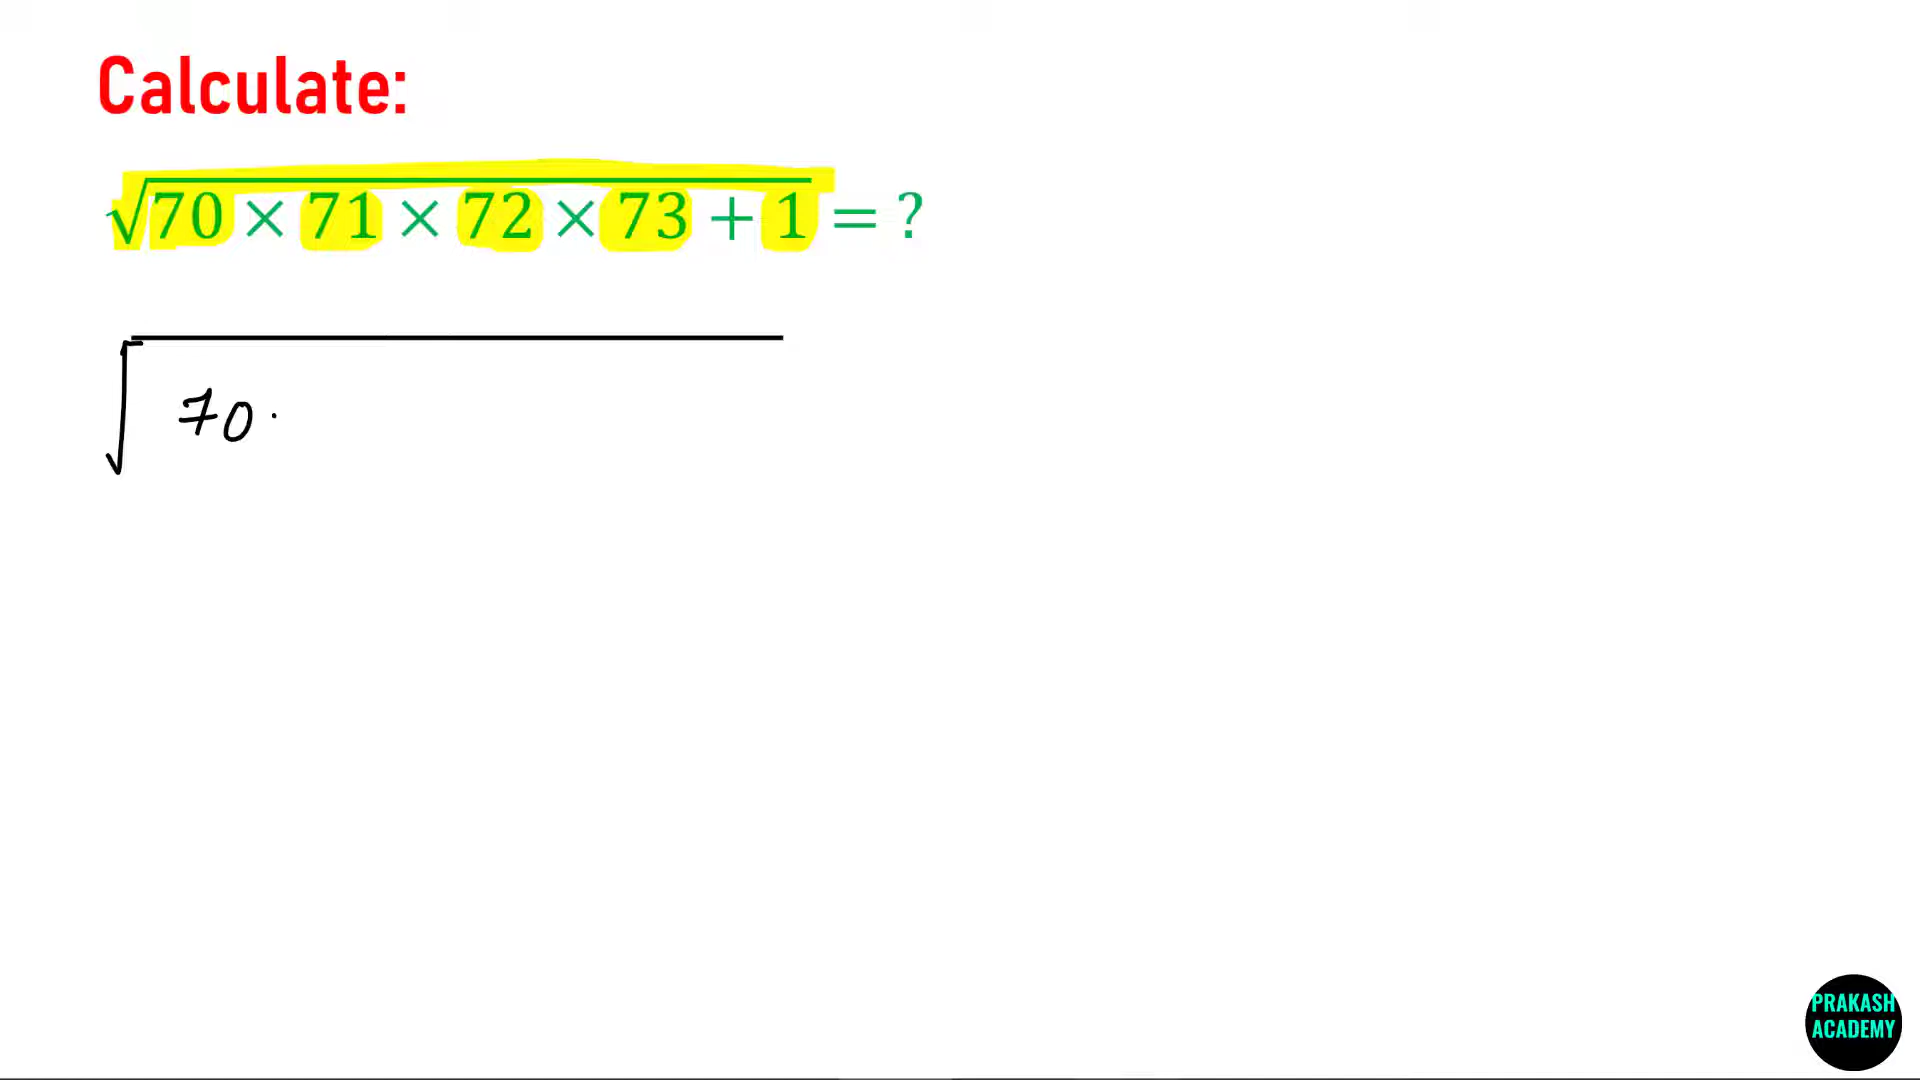 Calculate:
√70 × 71 × 72 × 73 + 1 = ?
√70 ·
PRAKASH
ACADEMY